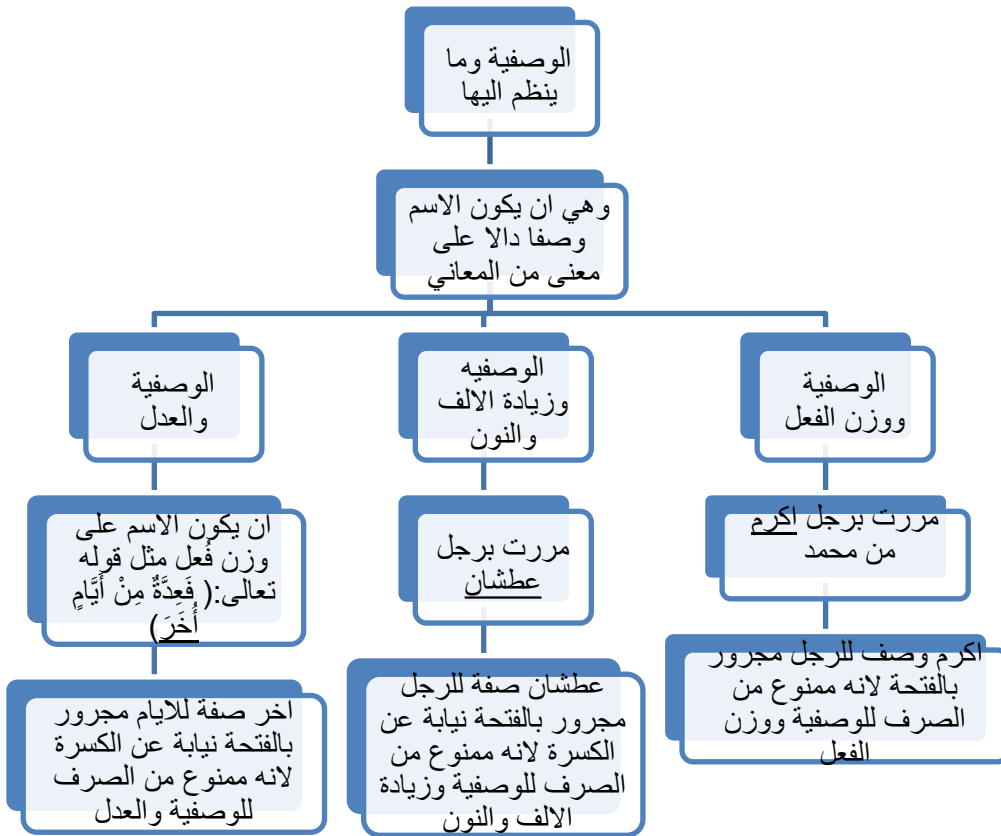 الوصفية وما
ينظم اليها
وهي ان يكون الاسم
وصفا دالا على
معنى من المعاني
الوصفية
ووزن الفعل
مررت برجل اكرم
من محمد
اكرم وصف للرجل مجرور
بالفتحة لانه ممنوع من
الصرف للوصفية ووزن
الفعل
الوصفيه
وزيادة الالف
والنون
مررت برجل
عطشان
عطشان صفة للرجل
مجرور بالفتحة نيابة عن
الكسرة لانه ممنوع من
الصرف للوصفية وزيادة
الالف والنون
الوصفية
والعدل
ان يكون الاسم على
وزن فُعل مثل قوله
تعالى:( فَعِدَّةٌ مِنْ أَيَّامٍ
أُخَرَ)
اخر صفة للايام مجرور
بالفتحة نيابة عن الكسرة
لانه ممنوع من الصرف
للوصفية والعدل